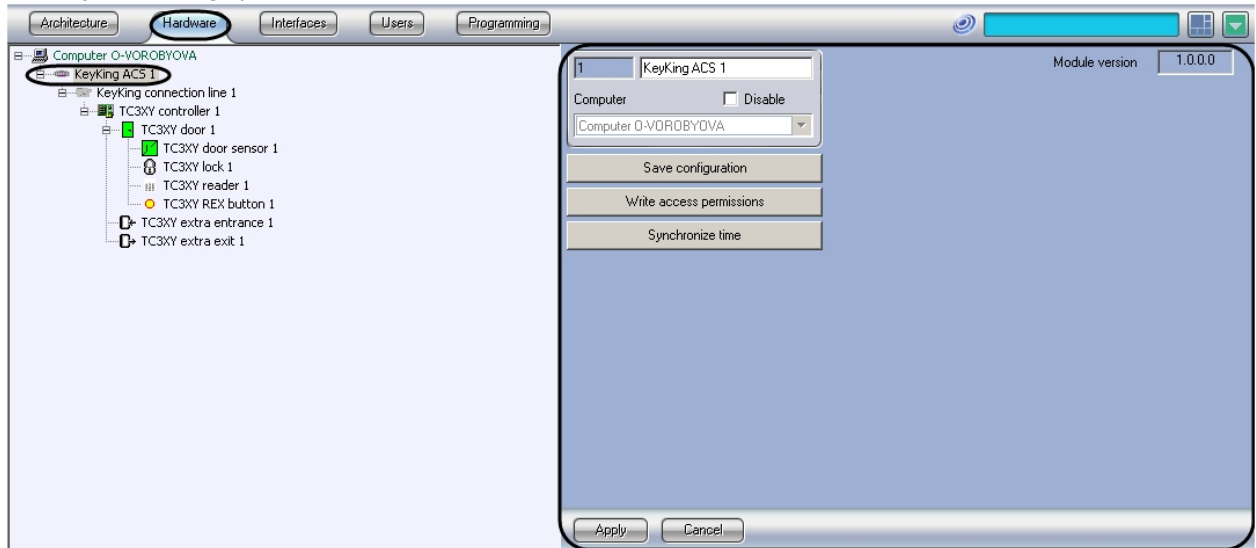 Architecture Hardware Interfaces Users Programming
Computer O-VOROBYOVA
KeyKing ACS 1
KeyKing connection line 1
TC3XY controller 1
TC3XY door 1
TC3XY door sensor 1
TC3XY lock 1
TC3XY reader 1
TC3XY REX button 1
TC3XY extra entrance 1
TC3XY extra exit 1
1 KeyKing ACS 1
Computer Disable
Computer O-VOROBYOVA
Save configuration
Write access permissions
Synchronize time
Module version 1.0.0.0
Apply Cancel